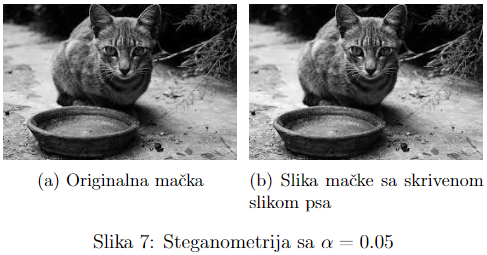 (a) Originalna mačka
(b) Slika mačke sa skrivenom
slikom psa
Slika 7: Steganometrija sa α = 0.05